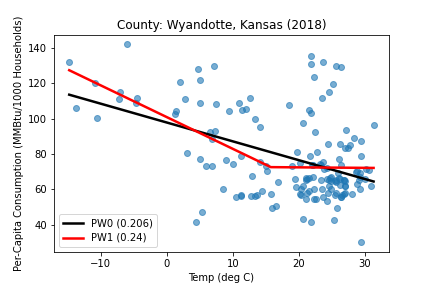 County: Wyandotte, Kansas (2018)
Per-Capita Consumption (MMBtu/1000 Households)
140
120
100
80
60
40
PW0 (0.206)
PW1 (0.24)
−10 0 10 20 30
Temp (deg C)